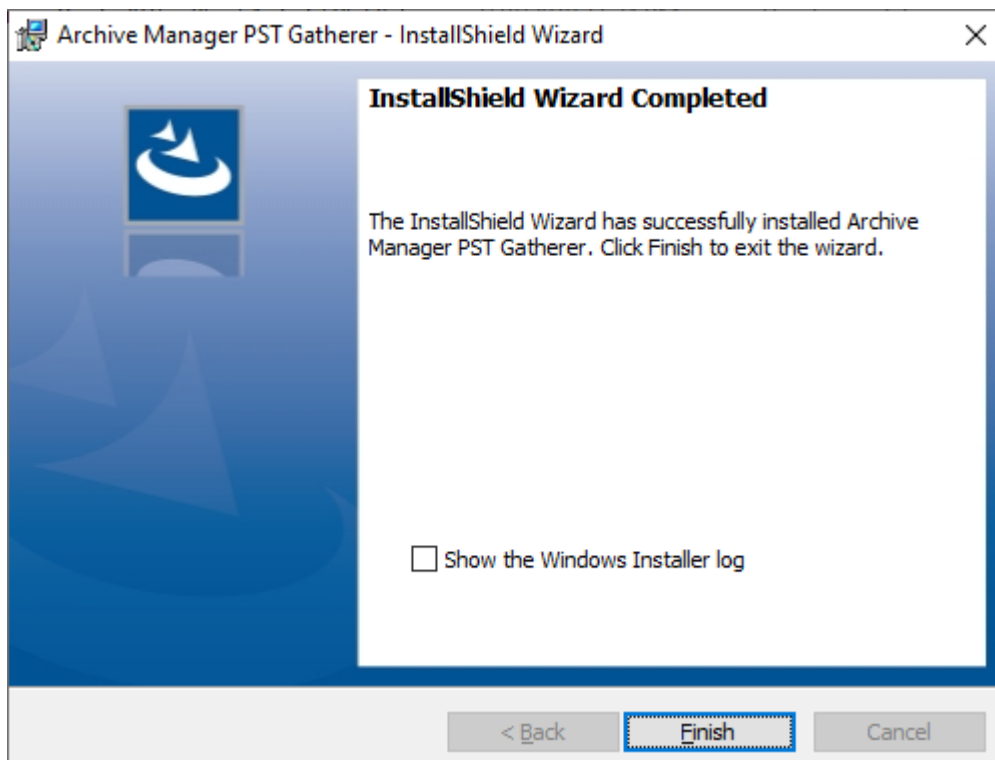 Archive Manager PST Gatherer - InstallShield Wizard
InstallShield Wizard Completed
The InstallShield Wizard has successfully installed Archive
Manager PST Gatherer. Click Finish to exit the wizard.
Show the Windows Installer log
< Back
Finish
Cancel